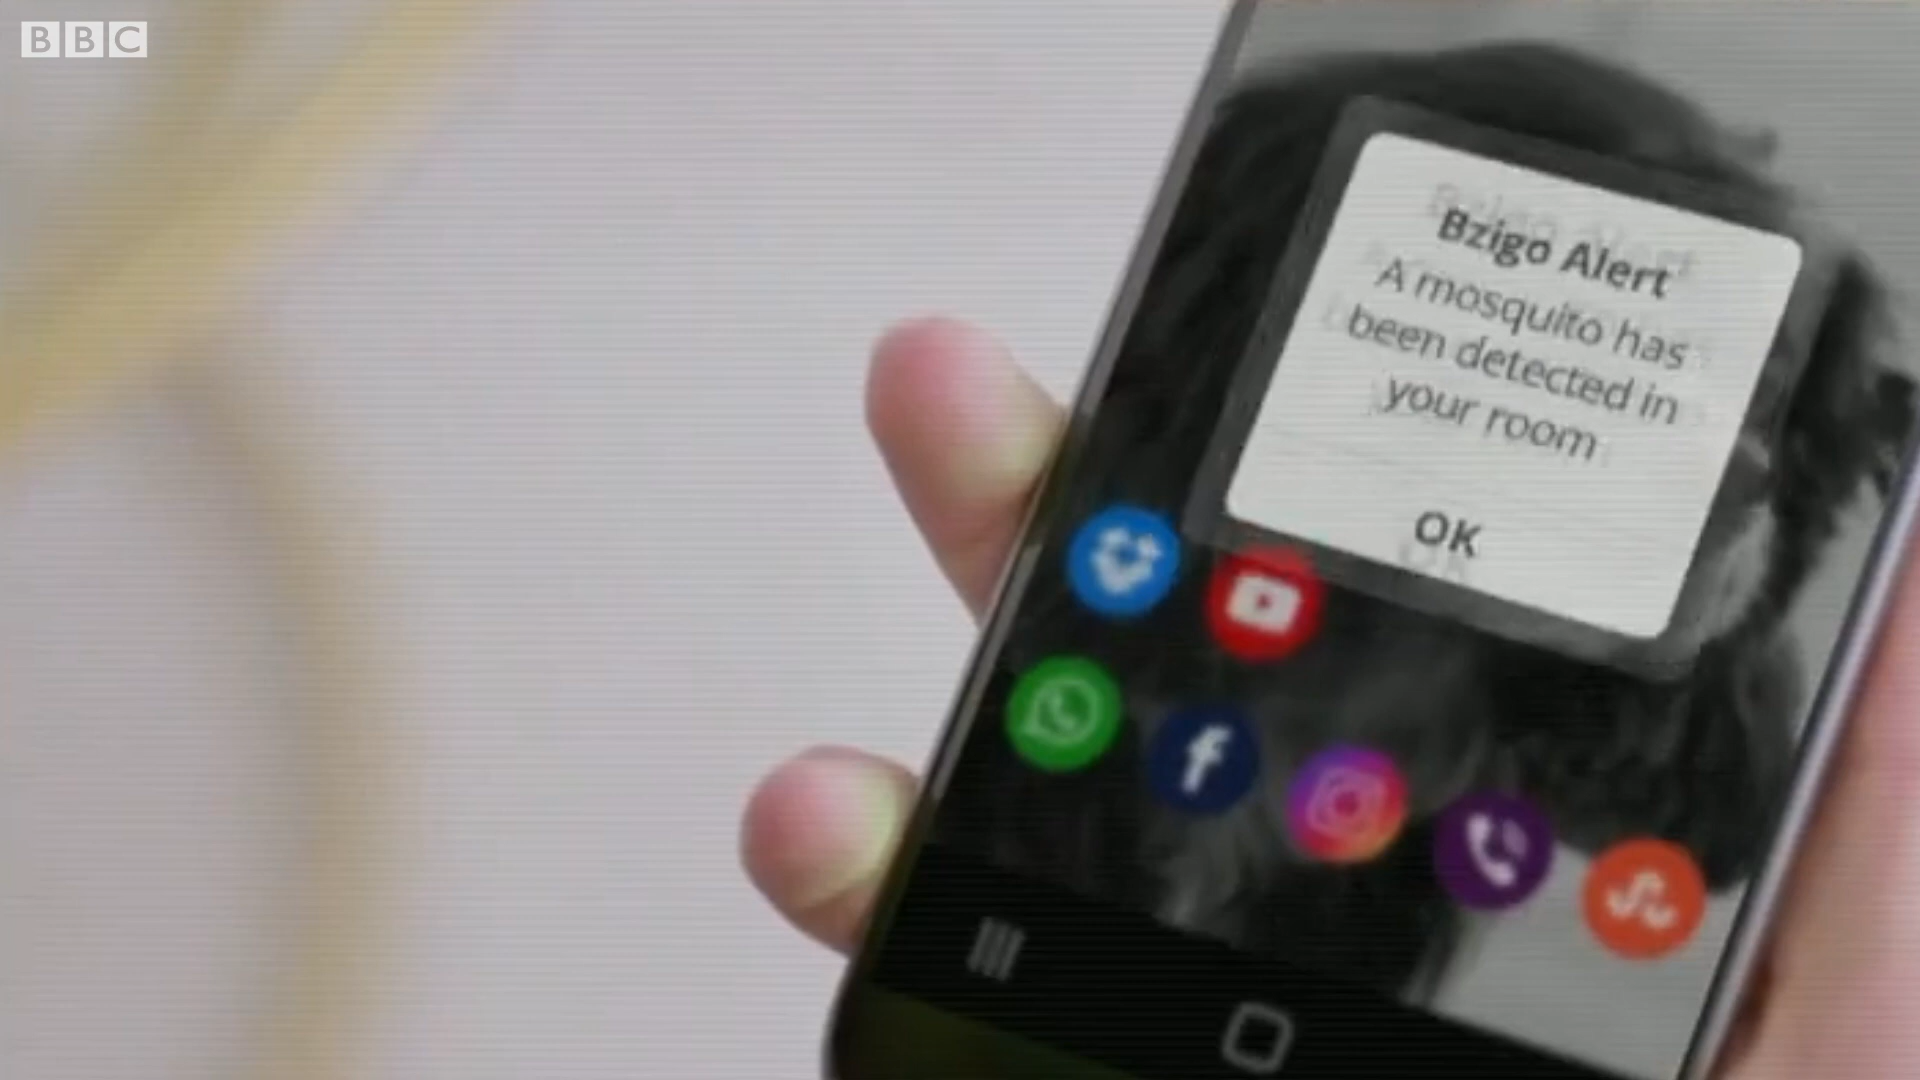 BBC
Bzigo Alert
A mosquito has
been detected in
your room
OK